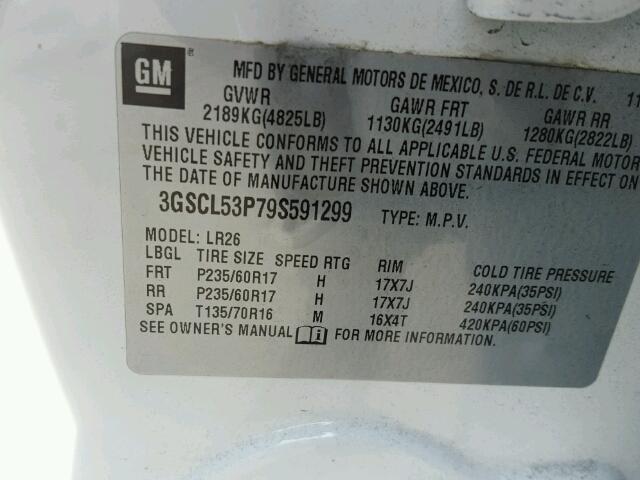 GM
MFD BY GENERAL MOTORS DE MEXICO, S. DE R.L. DE C.V. 11
GVWR GAWR FRT GAWR RR
2189KG(4825LB) 1130KG(2491LB) 1280KG(2822LB)
THIS VEHICLE CONFORMS TO ALL APPLICABLE U.S. FEDERAL MOTOR
VEHICLE SAFETY AND THEFT PREVENTION STANDARDS IN EFFECT ON
THE DATE OF MANUFACTURE SHOWN ABOVE.
3GSCL53P79S591299 TYPE: M.P.V.
MODEL: LR26
LBGL TIRE SIZE SPEED RTG RIM COLD TIRE PRESSURE
FRT P235/60R17 H 17X7J 240KPA(35PSI)
RR P235/60R17 H 17X7J 240KPA(35PSI)
SPA T135/70R16 M 16X4T 420KPA(60PSI)
SEE OWNER'S MANUAL FOR MORE INFORMATION.